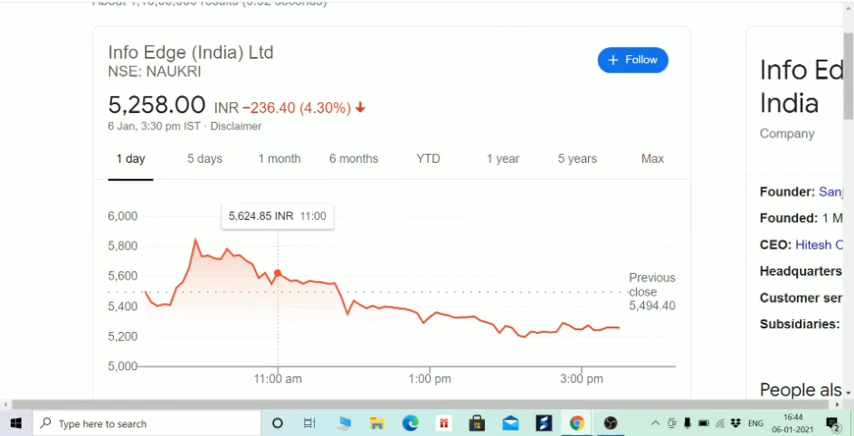 Info Edge (India) Ltd
NSE: NAUKRI
+ Follow
5,258.00 INR −236.40 (4.30%) ↓
6 Jan, 3:30 pm IST · Disclaimer
1 day 5 days 1 month 6 months YTD 1 year 5 years Max
5,624.85 INR 11:00
6,000
5,800
5,600
5,400
5,200
5,000
Previous
close
5,494.40
11:00 am 1:00 pm 3:00 pm
Info Ed
India
Company
Founder: Sanj
Founded: 1 M
CEO: Hitesh O
Headquarters
Customer ser
Subsidiaries:
People als
Type here to search
ENG
16:44
06-01-2021
2